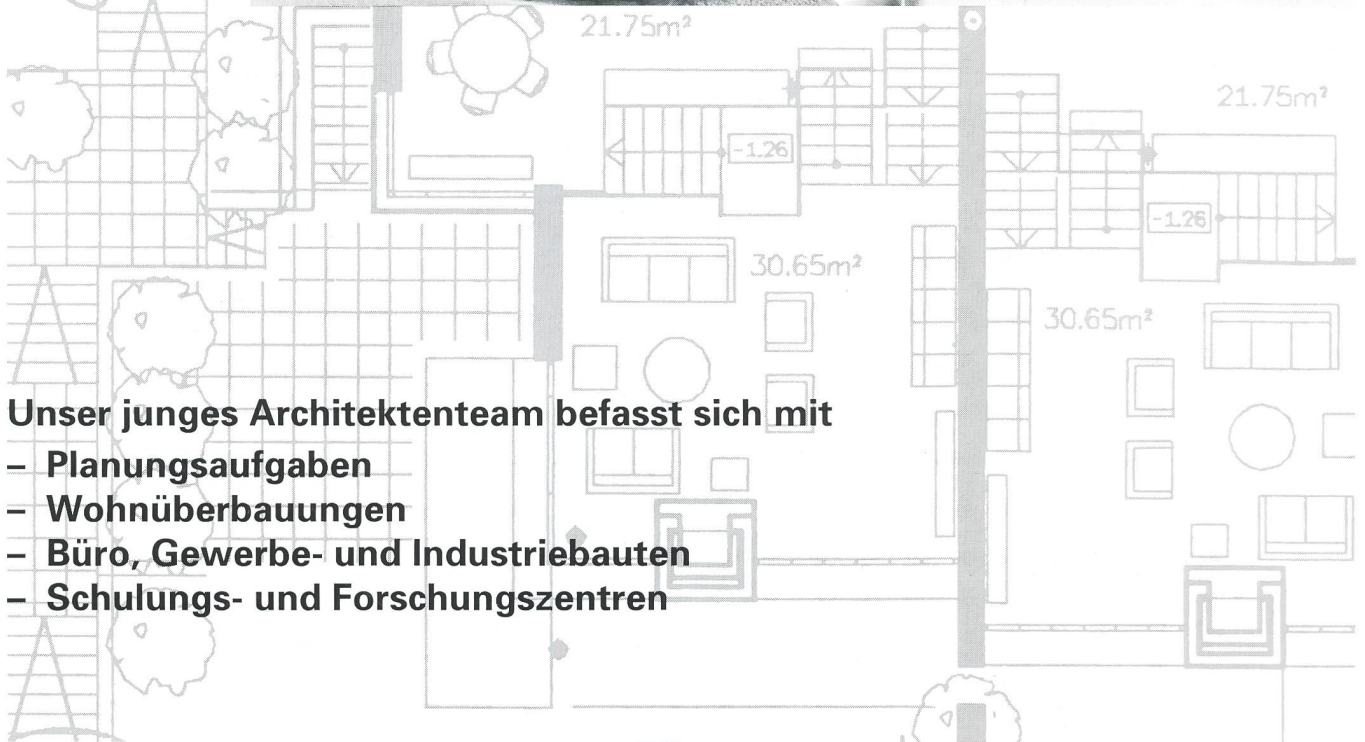 21.75m²
21.75m²
-1.26
-1.26
30.65m²
30.65m²
Unser junges Architektenteam befasst sich mit
– Planungsaufgaben
– Wohnüberbauungen
– Büro, Gewerbe- und Industriebauten
– Schulungs- und Forschungszentren